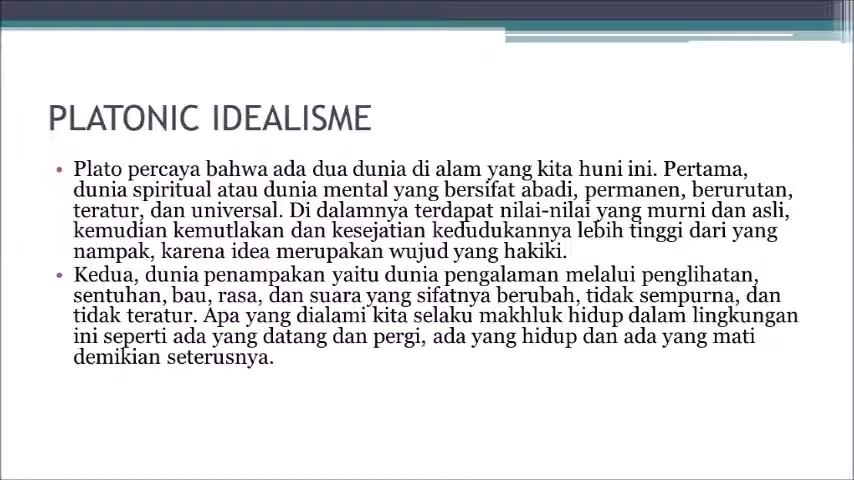 PLATONIC IDEALISME
• Plato percaya bahwa ada dua dunia di alam yang kita huni ini. Pertama,
dunia spiritual atau dunia mental yang bersifat abadi, permanen, berurutan,
teratur, dan universal. Di dalamnya terdapat nilai-nilai yang murni dan asli,
kemudian kemutlakan dan kesejatian kedudukannya lebih tinggi dari yang
nampak, karena idea merupakan wujud yang hakiki.
• Kedua, dunia penampakan yaitu dunia pengalaman melalui penglihatan,
sentuhan, bau, rasa, dan suara yang sifatnya berubah, tidak sempurna, dan
tidak teratur. Apa yang dialami kita selaku makhluk hidup dalam lingkungan
ini seperti ada yang datang dan pergi, ada yang hidup dan ada yang mati
demikian seterusnya.